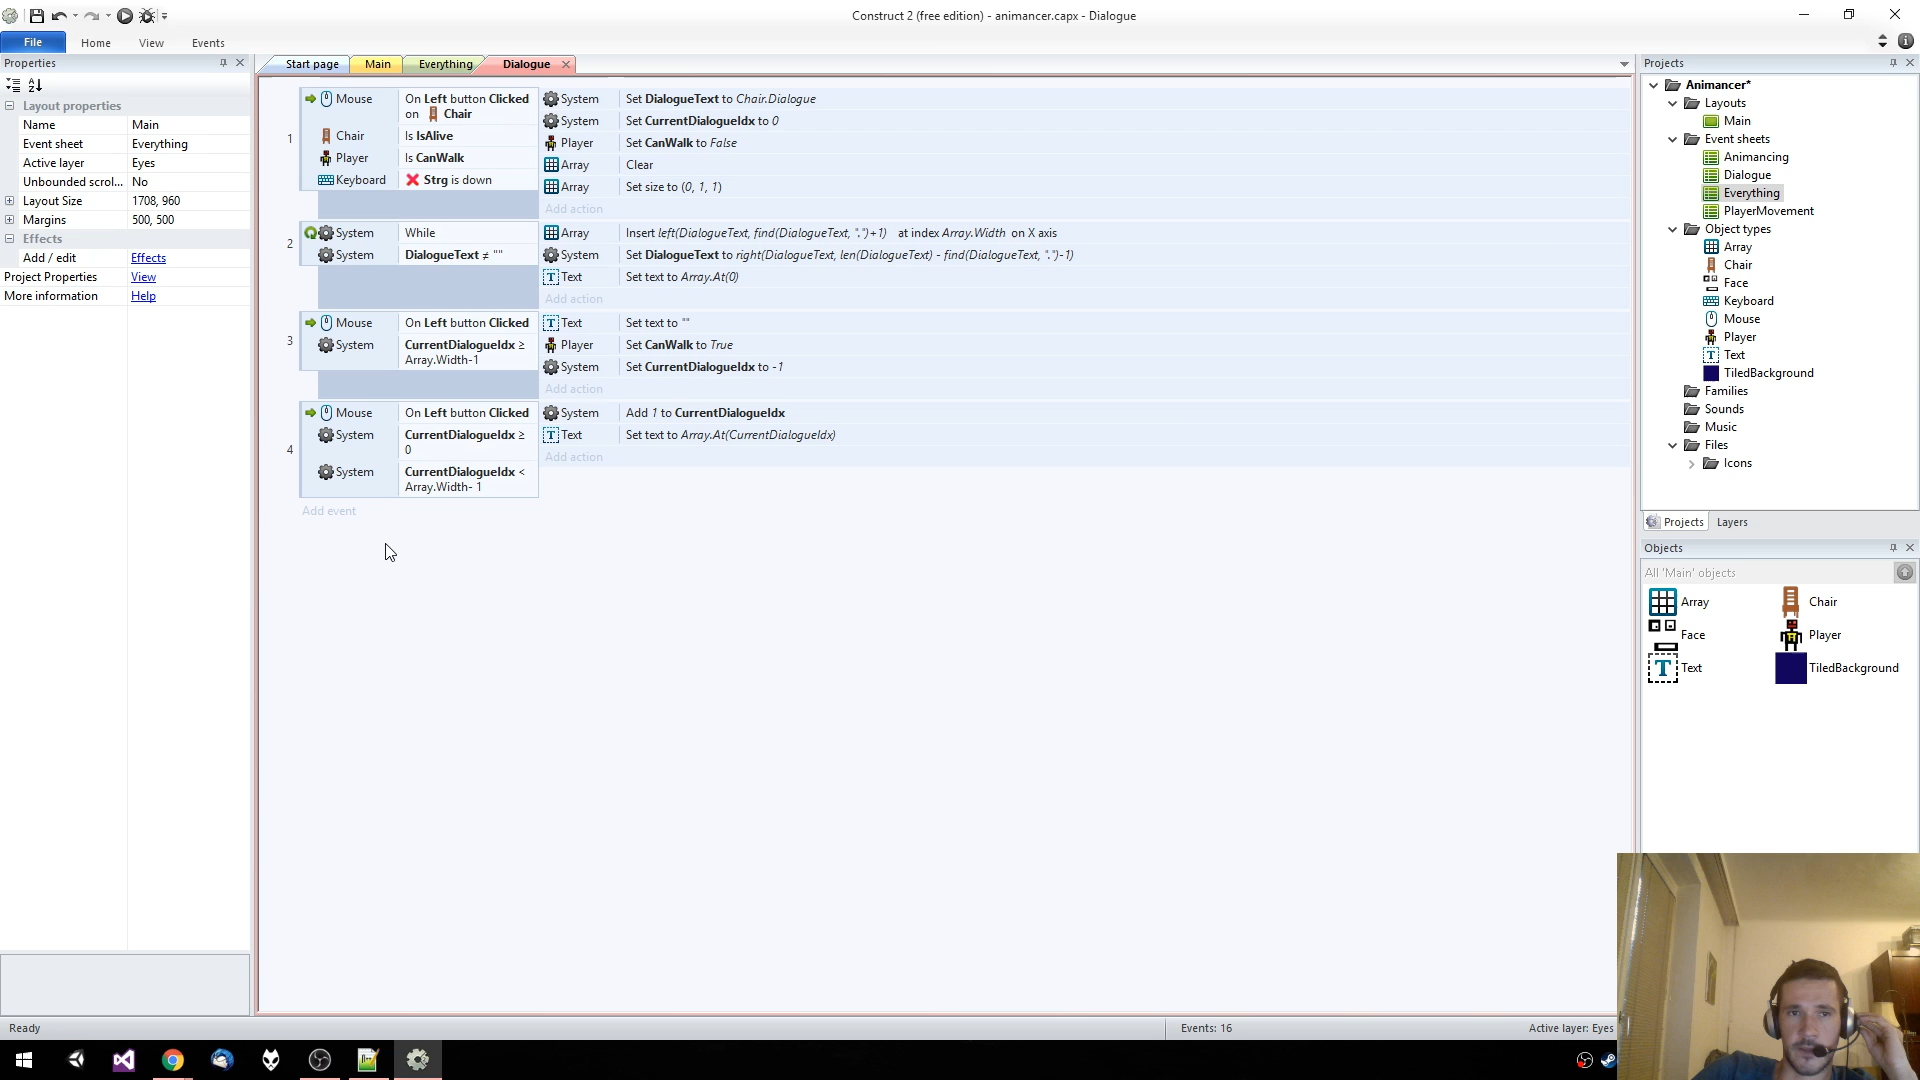 Construct 2 (free edition) - animancer.capx - Dialogue
File
Home
View
Events
Properties
Start page
Main
Everything
Dialogue
Projects
Layout properties
Name
Main
Event sheet
Everything
Active layer
Eyes
Unbounded scrol...
No
Layout Size
1708, 960
Margins
500, 500
Effects
Add / edit
Effects
Project Properties
View
More information
Help
1
Mouse
On Left button Clicked
on Chair
Chair
Is IsAlive
Player
Is CanWalk
Keyboard
Strg is down
System
Set DialogueText to Chair.Dialogue
System
Set CurrentDialogueIdx to 0
Player
Set CanWalk to False
Array
Clear
Array
Set size to (0, 1, 1)
Add action
2
System
While
System
DialogueText ≠ ""
Array
Insert left(DialogueText, find(DialogueText, ".")+1) at index Array.Width on X axis
System
Set DialogueText to right(DialogueText, len(DialogueText) - find(DialogueText, ".")-1)
Text
Set text to Array.At(0)
Add action
3
Mouse
On Left button Clicked
System
CurrentDialogueIdx ≥
Array.Width-1
Text
Set text to ""
Player
Set CanWalk to True
System
Set CurrentDialogueIdx to -1
Add action
4
Mouse
On Left button Clicked
System
CurrentDialogueIdx ≥
0
System
CurrentDialogueIdx <
Array.Width- 1
System
Add 1 to CurrentDialogueIdx
Text
Set text to Array.At(CurrentDialogueIdx)
Add action
Add event
Animancer*
Layouts
Main
Event sheets
Animancing
Dialogue
Everything
PlayerMovement
Object types
Array
Chair
Face
Keyboard
Mouse
Player
Text
TiledBackground
Families
Sounds
Music
Files
Icons
Projects
Layers
Objects
All 'Main' objects
Array
Chair
Face
Player
Text
TiledBackground
Ready
Events: 16
Active layer: Eyes